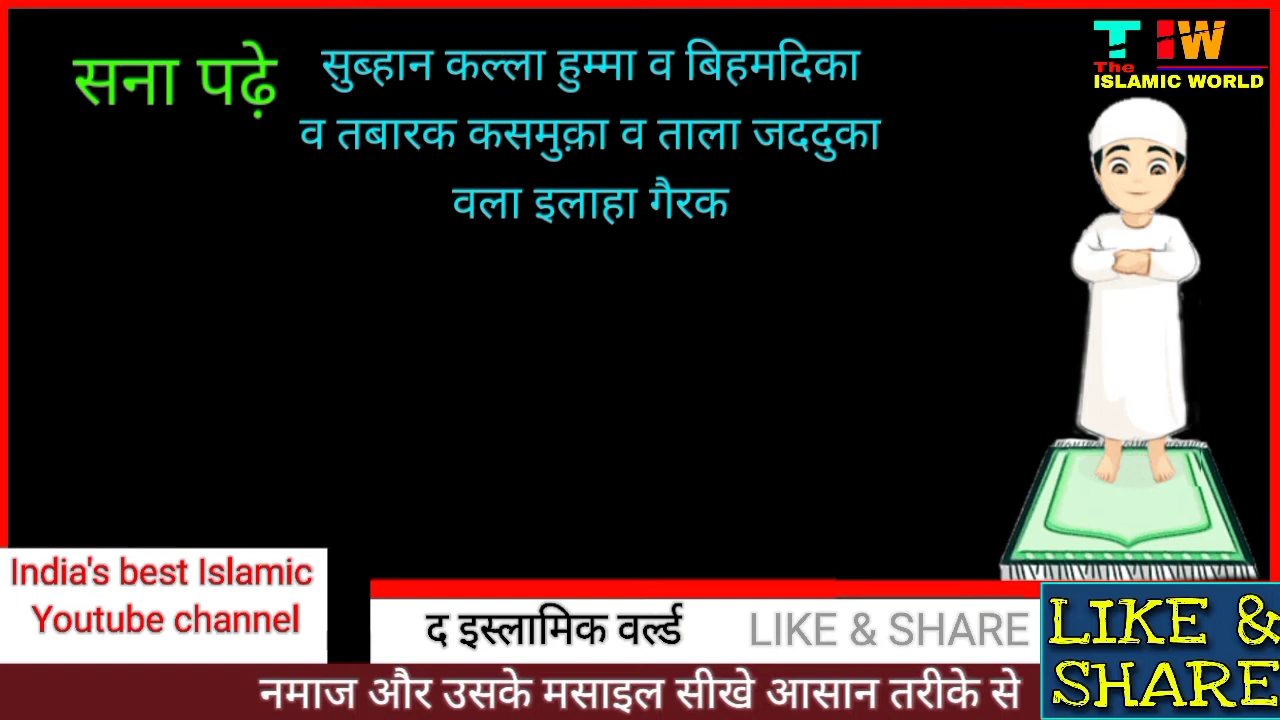 सना पढ़े
सुब्हान कल्ला हुम्मा व बिहमदिका
व तबारक कसमुक़ा व ताला जददुका
वला इलाहा गैरक
T I W
The
ISLAMIC WORLD
India's best Islamic
Youtube channel
द इस्लामिक वर्ल्ड LIKE & SHARE
LIKE &
SHARE
नमाज और उसके मसाइल सीखे आसान तरीके से